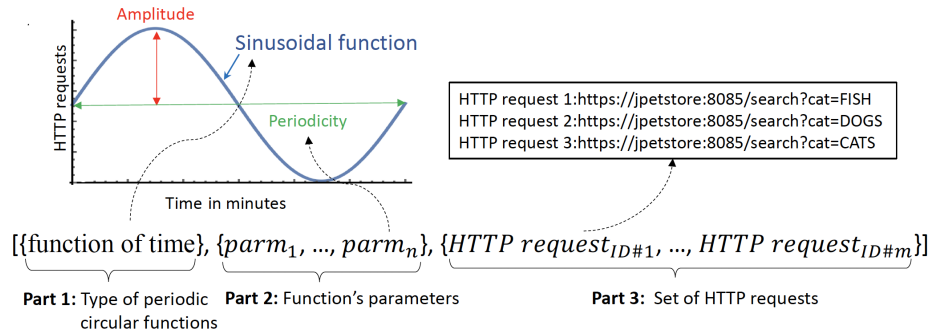 Amplitude
Sinusoidal function
HTTP requests
Periodicity
Time in minutes
HTTP request 1:https://jpetstore:8085/search?cat=FISH
HTTP request 2:https://jpetstore:8085/search?cat=DOGS
HTTP request 3:https://jpetstore:8085/search?cat=CATS
[{function of time}, {parm₁, ..., parmₙ}, {HTTP request_ID#1, ..., HTTP request_ID#m}]
Part 1: Type of periodic
circular functions
Part 2: Function's parameters
Part 3: Set of HTTP requests